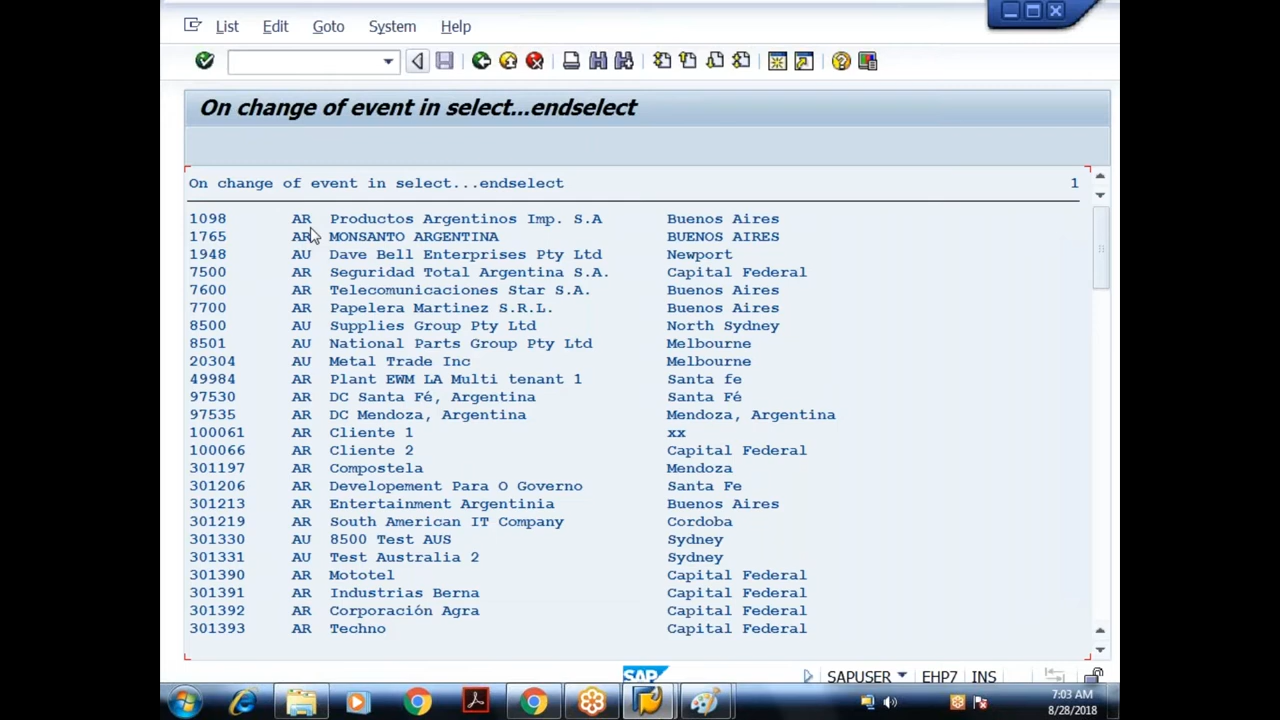 List Edit Goto System Help
On change of event in select...endselect
On change of event in select...endselect 1
1098 AR Productos Argentinos Imp. S.A Buenos Aires
1765 AR MONSANTO ARGENTINA BUENOS AIRES
1948 AU Dave Bell Enterprises Pty Ltd Newport
7500 AR Seguridad Total Argentina S.A. Capital Federal
7600 AR Telecomunicaciones Star S.A. Buenos Aires
7700 AR Papelera Martinez S.R.L. Buenos Aires
8500 AU Supplies Group Pty Ltd North Sydney
8501 AU National Parts Group Pty Ltd Melbourne
20304 AU Metal Trade Inc Melbourne
49984 AR Plant EWM LA Multi tenant 1 Santa fe
97530 AR DC Santa Fé, Argentina Santa Fé
97535 AR DC Mendoza, Argentina Mendoza, Argentina
100061 AR Cliente 1 xx
100066 AR Cliente 2 Capital Federal
301197 AR Compostela Mendoza
301206 AR Developement Para O Governo Santa Fe
301213 AR Entertainment Argentinia Buenos Aires
301219 AR South American IT Company Cordoba
301330 AU 8500 Test AUS Sydney
301331 AU Test Australia 2 Sydney
301390 AR Mototel Capital Federal
301391 AR Industrias Berna Capital Federal
301392 AR Corporación Agra Capital Federal
301393 AR Techno Capital Federal
SAP SAPUSER EHP7 INS
7:03 AM
8/28/2018